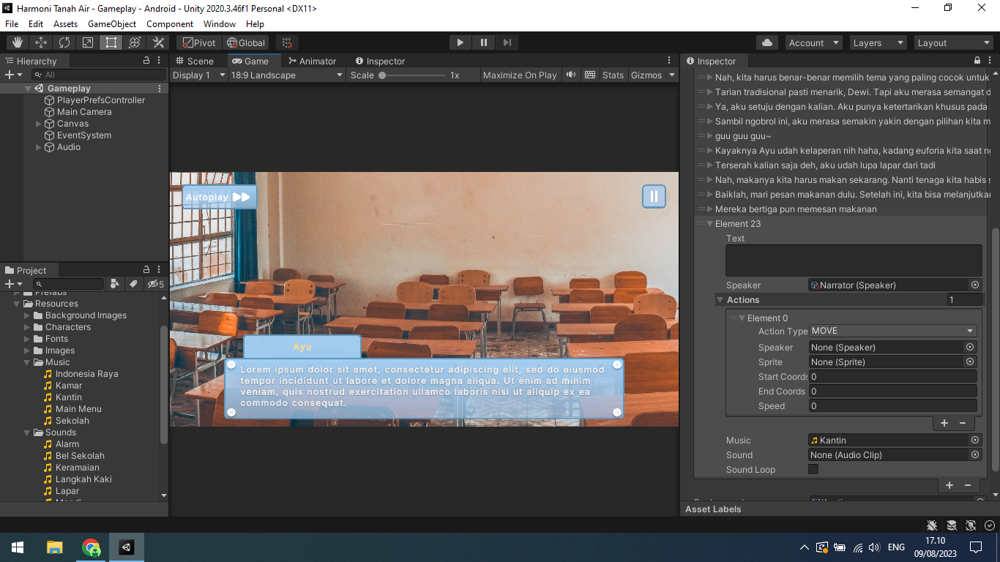 Harmoni Tanah Air - Gameplay - Android - Unity 2020.3.46f1 Personal <DX11>
File Edit Assets GameObject Component Window Help
Pivot Global Account Layers Layout
Hierarchy
All
Gameplay
PlayerPrefsController
Main Camera
Canvas
EventSystem
Audio
Project
5
Prefabs
Resources
Background Images
Characters
Fonts
Images
Music
Indonesia Raya
Kamar
Kantin
Main Menu
Sekolah
Sounds
Alarm
Bel Sekolah
Keramaian
Langkah Kaki
Lapar
Scene Game Animator Inspector
Display 1 18:9 Landscape Scale 1x Maximize On Play Stats Gizmos
Autoplay
Ayu
Lorem ipsum dolor sit amet, consectetur adipiscing elit, sed do eiusmod
tempor incididunt ut labore et dolore magna aliqua. Ut enim ad minim
veniam, quis nostrud exercitation ullamco laboris nisi ut aliquip ex ea
commodo consequat.
Inspector
Nah, kita harus benar-benar memilih tema yang paling cocok untuk
Tarian tradisional pasti menarik, Dewi. Tapi aku merasa semangat d
Ya, aku setuju dengan kalian. Aku punya ketertarikan khusus pada
Sambil ngobrol ini, aku merasa semakin yakin dengan pilihan kita m
guu guu guu~
Kayaknya Ayu udah kelaperan nih haha, kadang euforia kita saat ng
Terserah kalian saja deh, aku udah lupa lapar dari tadi
Nah, makanya kita harus makan sekarang. Nanti tenaga kita habis s
Baiklah, mari pesan makanan dulu. Setelah ini, kita bisa melanjutkan
Mereka bertiga pun memesan makanan
Element 23
Text
Speaker Narrator (Speaker)
Actions 1
Element 0
Action Type MOVE
Speaker None (Speaker)
Sprite None (Sprite)
Start Coords 0
End Coords 0
Speed 0
Music Kantin
Sound None (Audio Clip)
Sound Loop
Asset Labels
ENG
17.10
09/08/2023